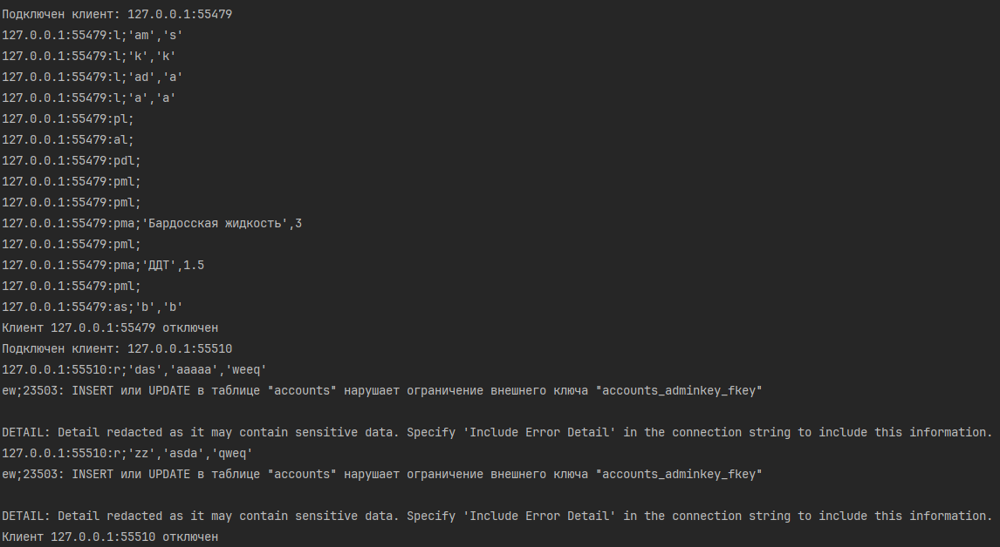 Подключен клиент: 127.0.0.1:55479
127.0.0.1:55479:l;'am','s'
127.0.0.1:55479:l;'k','k'
127.0.0.1:55479:l;'ad','a'
127.0.0.1:55479:l;'a','a'
127.0.0.1:55479:pl;
127.0.0.1:55479:al;
127.0.0.1:55479:pdl;
127.0.0.1:55479:pml;
127.0.0.1:55479:pml;
127.0.0.1:55479:pma;'Бардосская жидкость',3
127.0.0.1:55479:pml;
127.0.0.1:55479:pma;'ДДТ',1.5
127.0.0.1:55479:pml;
127.0.0.1:55479:as;'b','b'
Клиент 127.0.0.1:55479 отключен
Подключен клиент: 127.0.0.1:55510
127.0.0.1:55510:r;'das','aaaaa','weeq'
ew;23503: INSERT или UPDATE в таблице "accounts" нарушает ограничение внешнего ключа "accounts_adminkey_fkey"
DETAIL: Detail redacted as it may contain sensitive data. Specify 'Include Error Detail' in the connection string to include this information.
127.0.0.1:55510:r;'zz','asda','qweq'
ew;23503: INSERT или UPDATE в таблице "accounts" нарушает ограничение внешнего ключа "accounts_adminkey_fkey"
DETAIL: Detail redacted as it may contain sensitive data. Specify 'Include Error Detail' in the connection string to include this information.
Клиент 127.0.0.1:55510 отключен